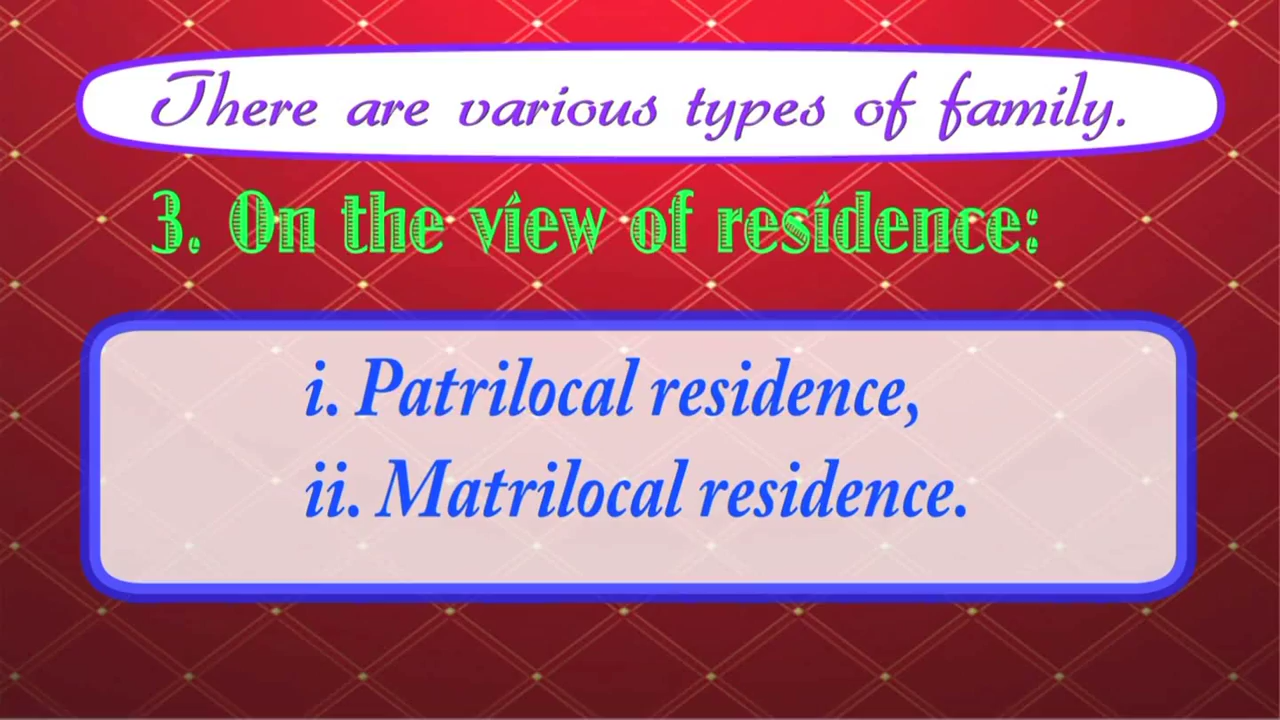 There are various types of family.
3. On the view of residence:
i. Patrilocal residence,
ii. Matrilocal residence.